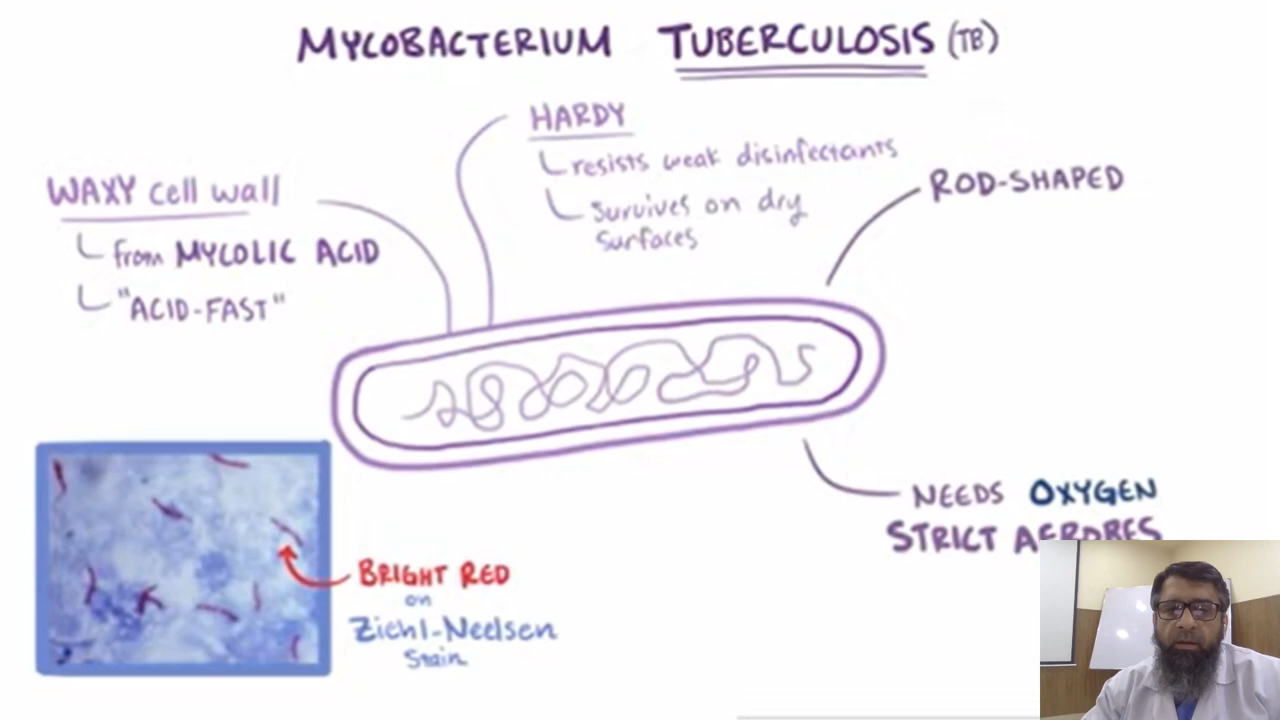 MYCOBACTERIUM TUBERCULOSIS (TB)
HARDY
resists weak disinfectants
survives on dry
surfaces
WAXY cell wall
from MYCOLIC ACID
"ACID-FAST"
ROD-SHAPED
NEEDS OXYGEN
STRICT AEROBES
BRIGHT RED
on
Ziehl-Neelsen
Stain